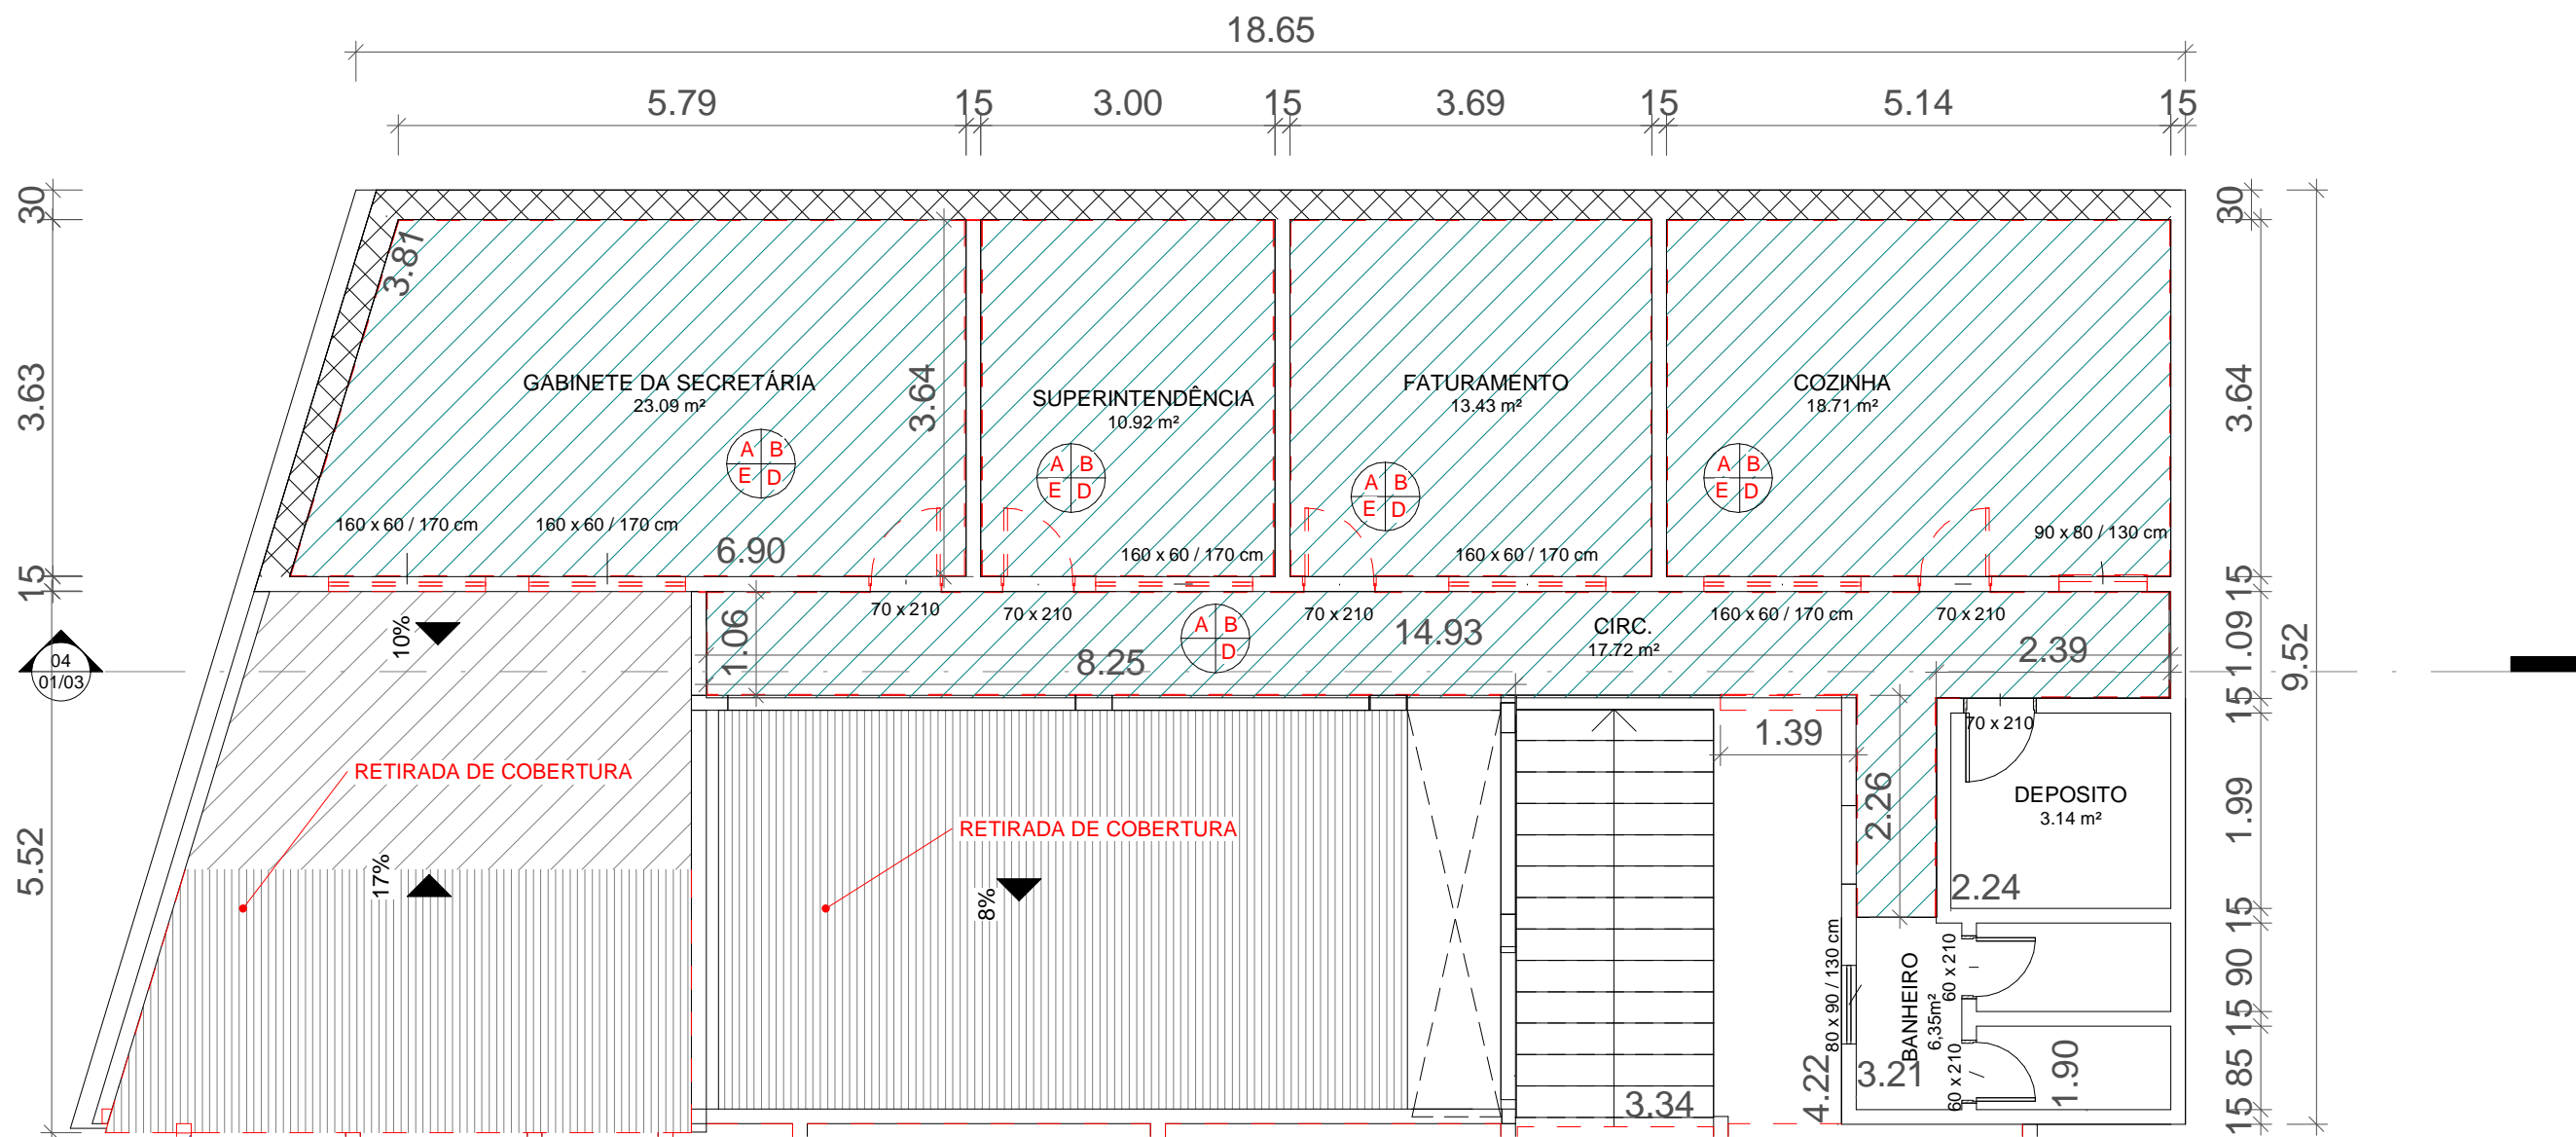 18.65
5.79 15 3.00 15 3.69 15 5.14 15
30
3.63
15
5.52
30
3.64
15
1.09
15
1.99
15
90
15
85
15
9.52
3.81
GABINETE DA SECRETÁRIA
23.09 m²
A B
E D
3.64
SUPERINTENDÊNCIA
10.92 m²
A B
E D
FATURAMENTO
13.43 m²
A B
E D
COZINHA
18.71 m²
A B
E D
160 x 60 / 170 cm
160 x 60 / 170 cm
6.90
160 x 60 / 170 cm
160 x 60 / 170 cm
90 x 80 / 130 cm
70 x 210
70 x 210
70 x 210
160 x 60 / 170 cm
70 x 210
10%
1.06
8.25
A B
D
14.93
CIRC.
17.72 m²
2.39
04
01/03
RETIRADA DE COBERTURA
17%
RETIRADA DE COBERTURA
8%
1.39
2.26
70 x 210
DEPOSITO
3.14 m²
2.24
80 x 90 / 130 cm
BANHEIRO
6,35m²
60 x 210
60 x 210
3.21
1.90
3.34
4.22